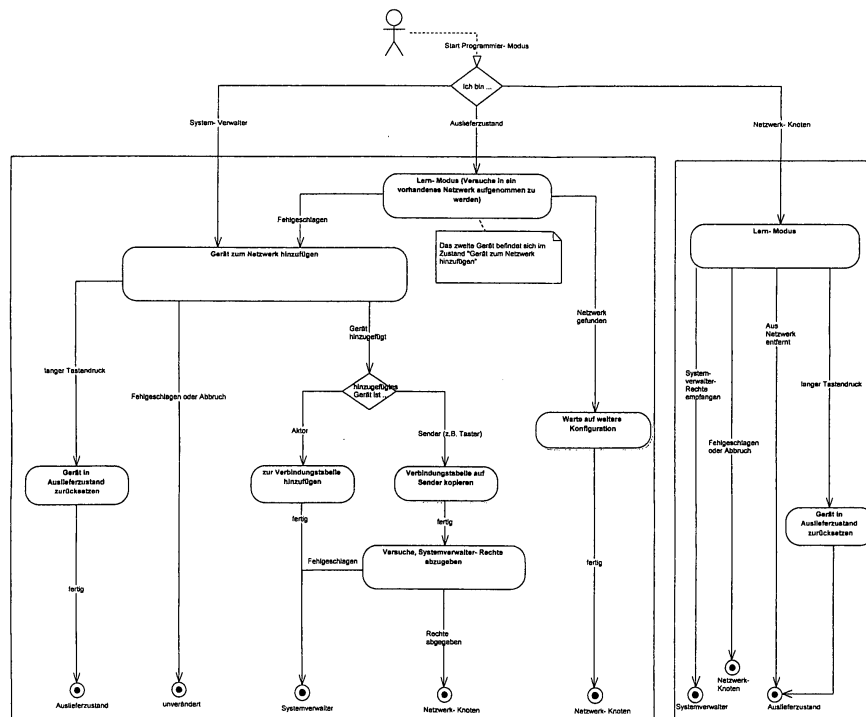 Start Programmier- Modus
Ich bin ...
System- Verwalter
Auslieferzustand
Netzwerk- Knoten
Lern- Modus (Versuche in ein
vorhandenes Netzwerk aufgenommen zu
werden)
Fehlgeschlagen
Das zweite Gerät befindet sich im
Zustand "Gerät zum Netzwerk
hinzufügen"
Gerät zum Netzwerk hinzufügen
Lern- Modus
Netzwerk
gefunden
Gerät
hinzugefügt
Aus
Netzwerk
entfernt
langer Tastendruck
Fehlgeschlagen oder Abbruch
hinzugefügtes
Gerät ist ...
System-
verwalter-
Rechte
empfangen
langer Tastendruck
Aktor
Sender (z.B. Taster)
Warte auf weitere
Konfiguration
Fehlgeschlagen
oder Abbruch
Gerät in
Auslieferzustand
zurücksetzen
zur Verbindungstabelle
hinzufügen
Verbindungstabelle auf
Sender kopieren
Gerät in
Auslieferzustand
zurücksetzen
fertig
fertig
Versuche, Systemverwalter- Rechte
abzugeben
Fehlgeschlagen
fertig
fertig
Rechte
abgegeben
Auslieferzustand
unverändert
Systemverwalter
Netzwerk- Knoten
Netzwerk- Knoten
Systemverwalter
Netzwerk-
Knoten
Auslieferzustand